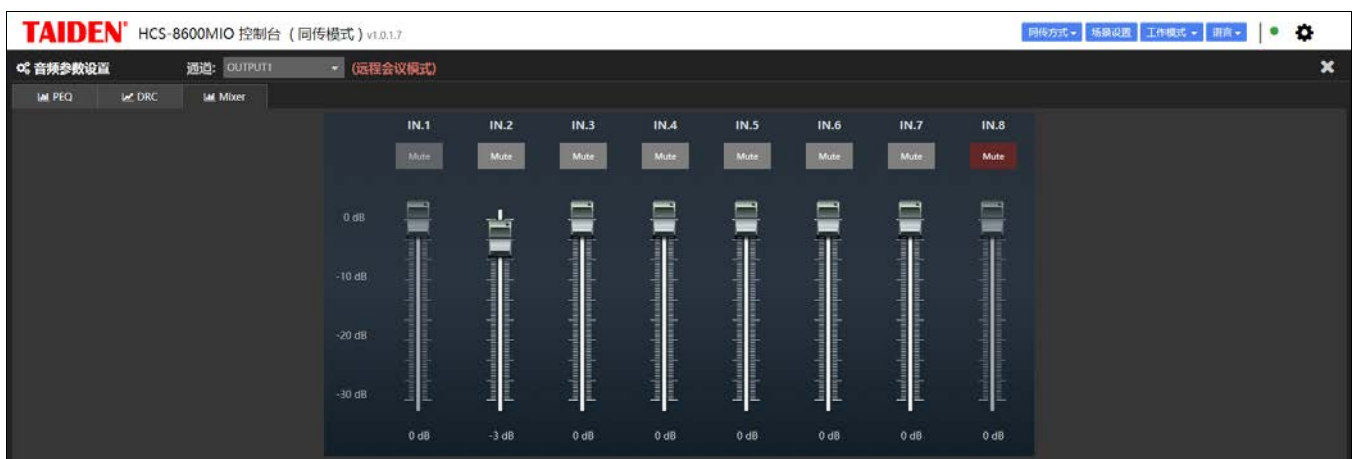 TAIDEN® HCS-8600MIO 控制台 ( 同传模式 ) v1.0.1.7 同传方式 场景设置 工作模式 语言
音频参数设置 通道: OUTPUT1 (远程会议模式)
PEQ DRC Mixer
IN.1 IN.2 IN.3 IN.4 IN.5 IN.6 IN.7 IN.8
Mute Mute Mute Mute Mute Mute Mute Mute
0 dB
-10 dB
-20 dB
-30 dB
0 dB -3 dB 0 dB 0 dB 0 dB 0 dB 0 dB 0 dB